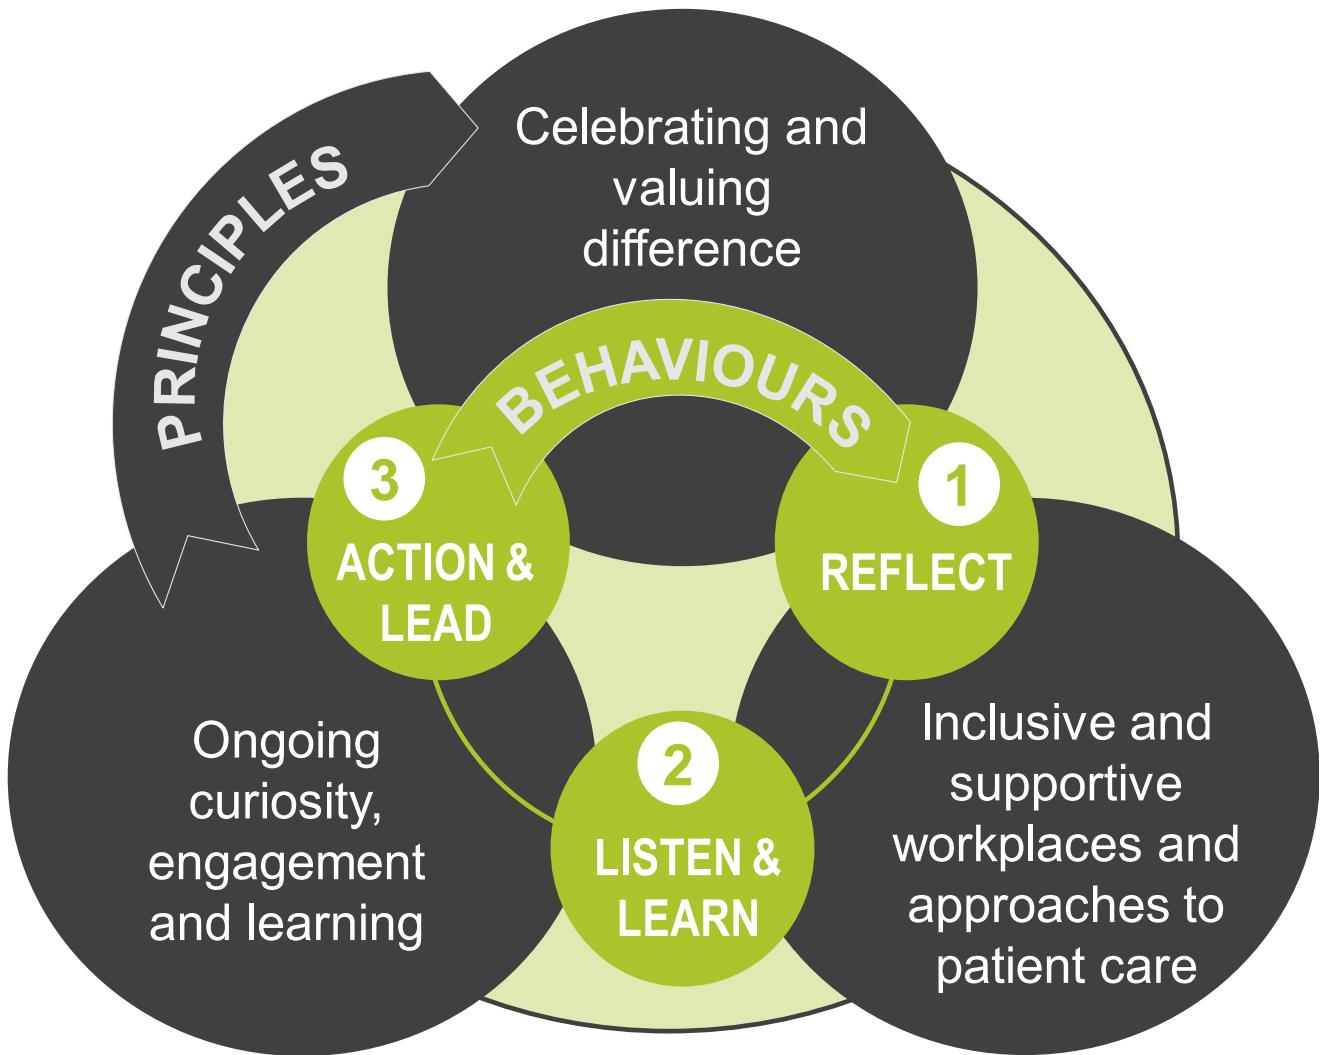 PRINCIPLES
Celebrating and
valuing
difference
BEHAVIOURS
1
REFLECT
2
LISTEN &
LEARN
3
ACTION &
LEAD
Inclusive and
supportive
workplaces and
approaches to
patient care
Ongoing
curiosity,
engagement
and learning